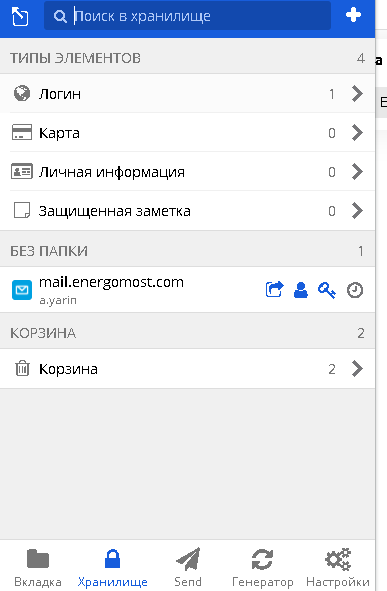 Поиск в хранилище
ТИПЫ ЭЛЕМЕНТОВ 4
Логин 1
Карта 0
Личная информация 0
Защищенная заметка 0
БЕЗ ПАПКИ 1
mail.energomost.com
a.yarin
КОРЗИНА 2
Корзина 2
Вкладка Хранилище Send Генератор Настройки